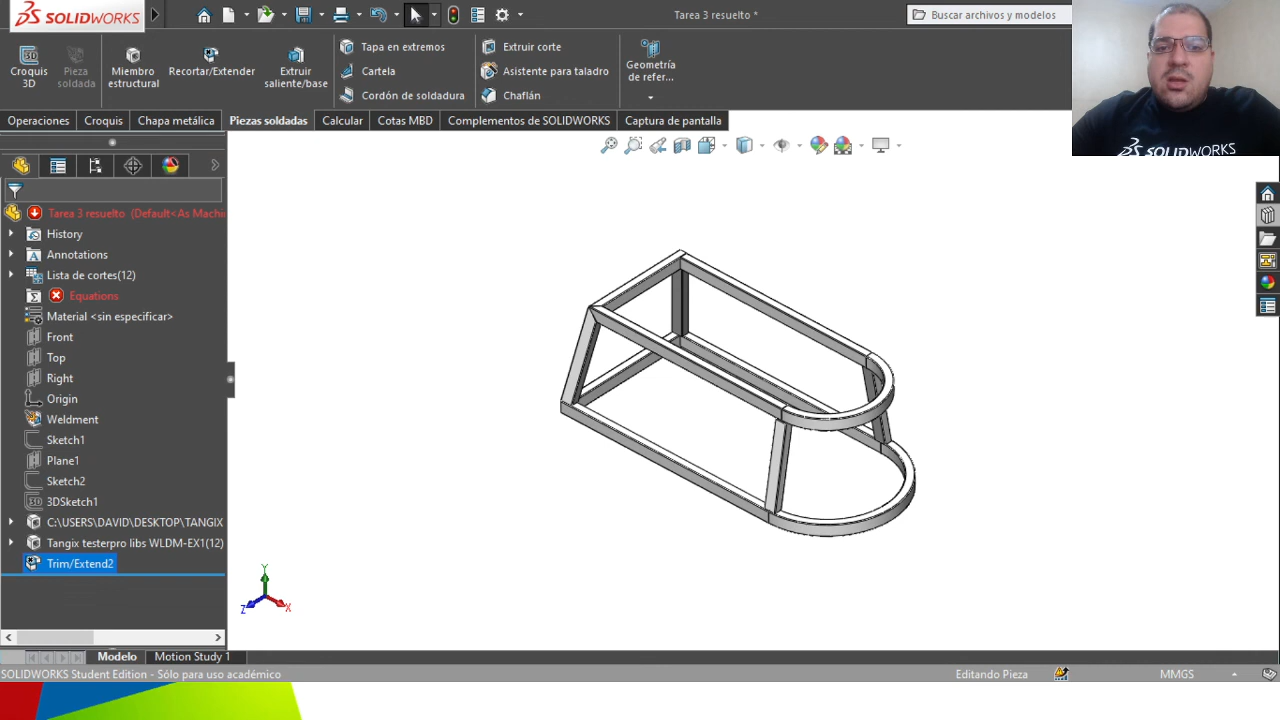 SOLIDWORKS
Tarea 3 resuelto *
Buscar archivos y modelos
Croquis 3D
Pieza soldada
Miembro estructural
Recortar/Extender
Extruir saliente/base
Tapa en extremos
Cartela
Cordón de soldadura
Extruir corte
Asistente para taladro
Chaflán
Geometría de refer...
Operaciones
Croquis
Chapa metálica
Piezas soldadas
Calcular
Cotas MBD
Complementos de SOLIDWORKS
Captura de pantalla
SOLIDWORKS
Tarea 3 resuelto (Default<As Machi
History
Annotations
Lista de cortes(12)
Equations
Material <sin especificar>
Front
Top
Right
Origin
Weldment
Sketch1
Plane1
Sketch2
3DSketch1
C:\USERS\DAVID\DESKTOP\TANGIX
Tangix testerpro libs WLDM-EX1(12)
Trim/Extend2
Y
Z
X
Modelo
Motion Study 1
SOLIDWORKS Student Edition - Sólo para uso académico
Editando Pieza
MMGS